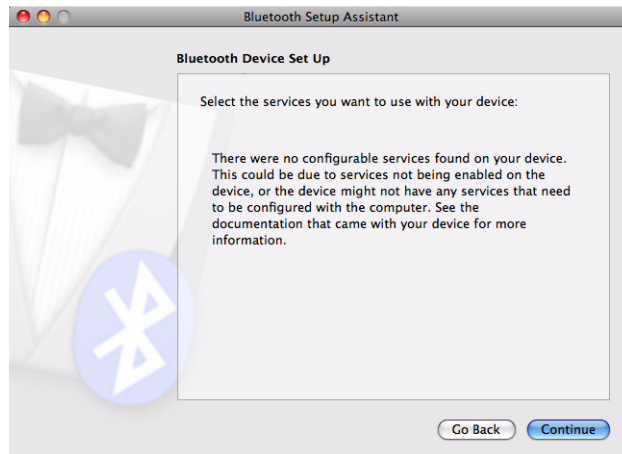 Bluetooth Setup Assistant
Bluetooth Device Set Up
Select the services you want to use with your device:
There were no configurable services found on your device.
This could be due to services not being enabled on the
device, or the device might not have any services that need
to be configured with the computer. See the
documentation that came with your device for more
information.
Go Back
Continue